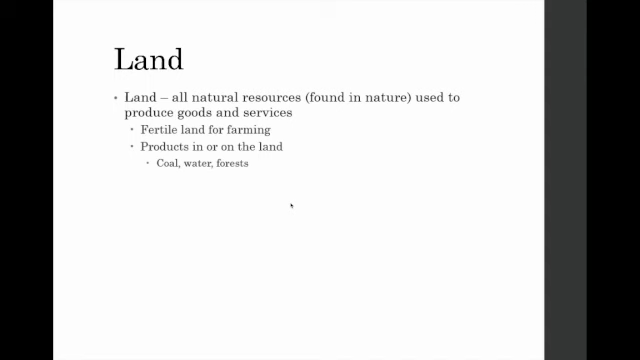 Land
• Land – all natural resources (found in nature) used to
produce goods and services
• Fertile land for farming
• Products in or on the land
• Coal, water, forests